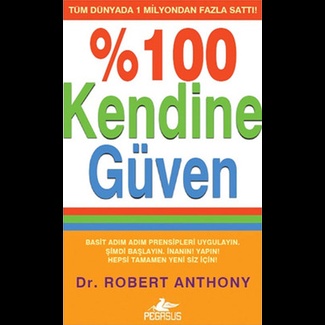 TÜM DÜNYADA 1 MİLYONDAN FAZLA SATTI!
%100
Kendine
Güven
BASİT ADIM ADIM PRENSİPLERİ UYGULAYIN.
ŞİMDİ BAŞLAYIN. İNANIN! YAPIN!
HEPSİ TAMAMEN YENİ SİZ İÇİN!
Dr. ROBERT ANTHONY
PEGASUS